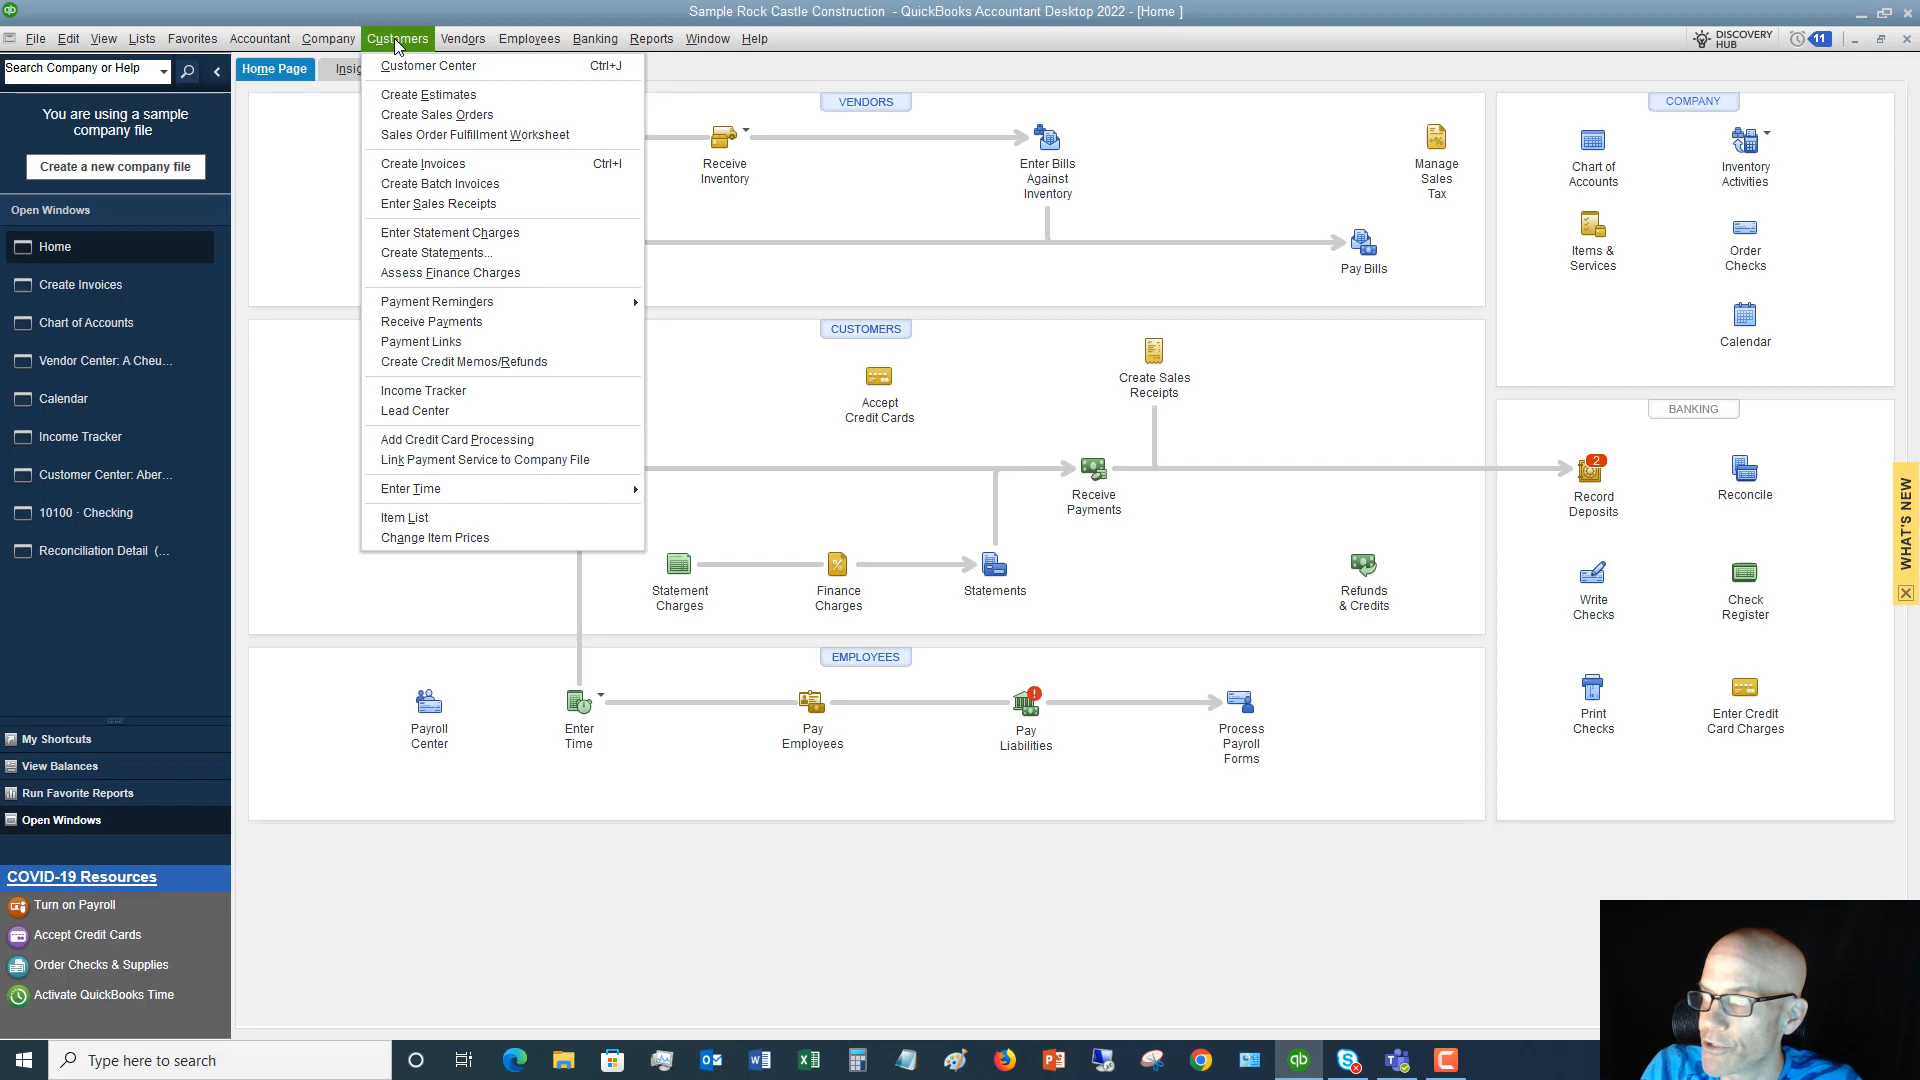 Sample Rock Castle Construction - QuickBooks Accountant Desktop 2022 - [Home ]
File Edit View Lists Favorites Accountant Company Customers Vendors Employees Banking Reports Window Help
DISCOVERY
HUB
11
Search Company or Help
Home Page
Insig
You are using a sample
company file
Create a new company file
Open Windows
Home
Create Invoices
Chart of Accounts
Vendor Center: A Cheu...
Calendar
Income Tracker
Customer Center: Aber...
10100 · Checking
Reconciliation Detail (...
My Shortcuts
View Balances
Run Favorite Reports
Open Windows
COVID-19 Resources
Turn on Payroll
Accept Credit Cards
Order Checks & Supplies
Activate QuickBooks Time
Customer Center Ctrl+J
Create Estimates
Create Sales Orders
Sales Order Fulfillment Worksheet
Create Invoices Ctrl+I
Create Batch Invoices
Enter Sales Receipts
Enter Statement Charges
Create Statements...
Assess Finance Charges
Payment Reminders
Receive Payments
Payment Links
Create Credit Memos/Refunds
Income Tracker
Lead Center
Add Credit Card Processing
Link Payment Service to Company File
Enter Time
Item List
Change Item Prices
VENDORS
Receive
Inventory
Enter Bills
Against
Inventory
Manage
Sales
Tax
Pay Bills
CUSTOMERS
Accept
Credit Cards
Create Sales
Receipts
Receive
Payments
Statement
Charges
Finance
Charges
Statements
Refunds
& Credits
EMPLOYEES
Payroll
Center
Enter
Time
Pay
Employees
Pay
Liabilities
Process
Payroll
Forms
COMPANY
Chart of
Accounts
Inventory
Activities
Items &
Services
Order
Checks
Calendar
BANKING
2
Record
Deposits
Reconcile
Write
Checks
Check
Register
Print
Checks
Enter Credit
Card Charges
WHAT'S NEW
Type here to search